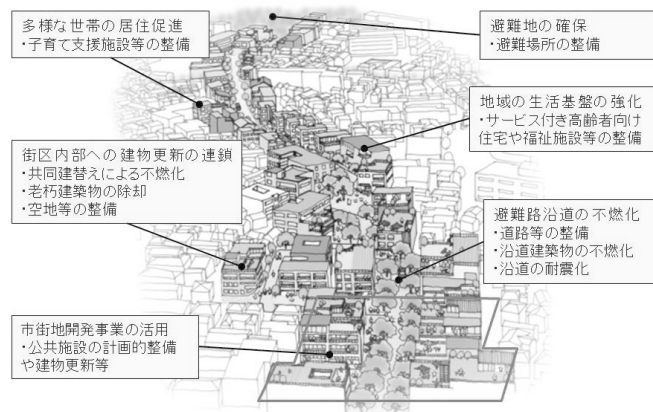 多様な世帯の居住促進
・子育て支援施設等の整備
避難地の確保
・避難場所の整備
地域の生活基盤の強化
・サービス付き高齢者向け
住宅や福祉施設等の整備
街区内部への建物更新の連鎖
・共同建替えによる不燃化
・老朽建築物の除却
・空地等の整備
避難路沿道の不燃化
・道路等の整備
・沿道建築物の不燃化
・沿道の耐震化
市街地開発事業の活用
・公共施設の計画的整備
や建物更新等